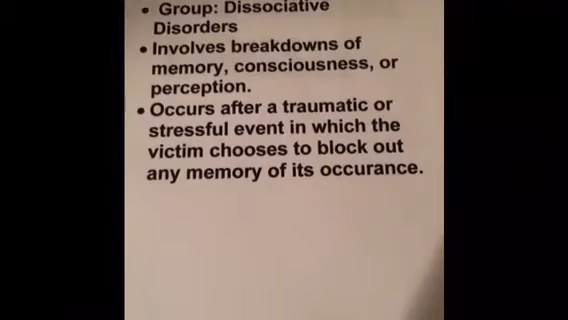 • Group: Dissociative
Disorders
• Involves breakdowns of
memory, consciousness, or
perception.
• Occurs after a traumatic or
stressful event in which the
victim chooses to block out
any memory of its occurance.